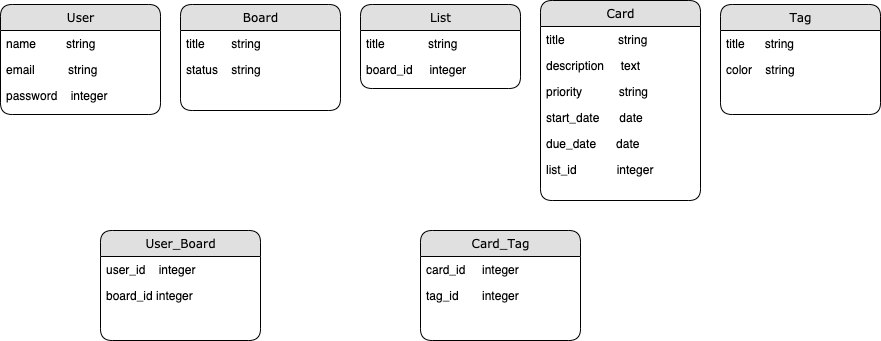 User
name string
email string
password integer
Board
title string
status string
List
title string
board_id integer
Card
title string
description text
priority string
start_date date
due_date date
list_id integer
Tag
title string
color string
User_Board
user_id integer
board_id integer
Card_Tag
card_id integer
tag_id integer